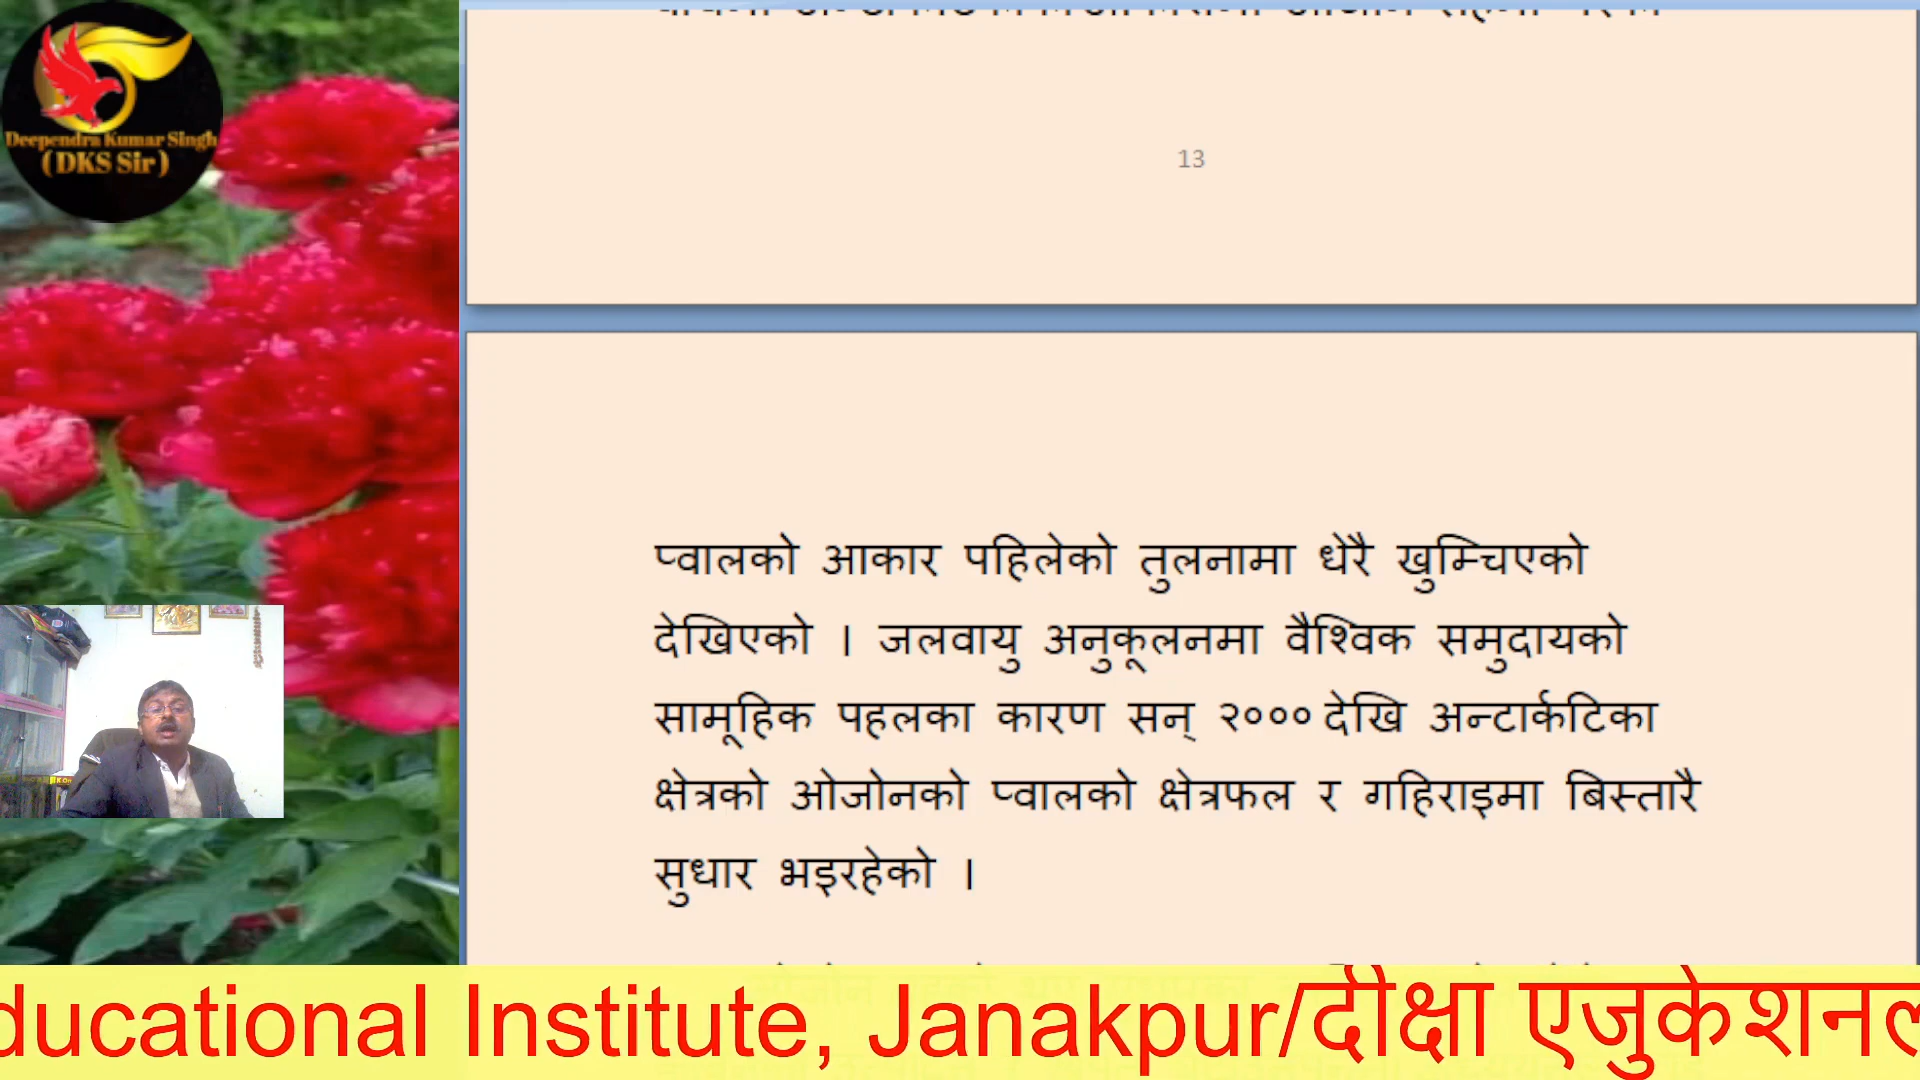 Deependra Kumar Singh
(DKS Sir)
13
प्वालको आकार पहिलेको तुलनामा धेरै खुम्चिएको
देखिएको । जलवायु अनुकूलनमा वैश्विक समुदायको
सामूहिक पहलका कारण सन् २००० देखि अन्टार्कटिका
क्षेत्रको ओजोनको प्वालको क्षेत्रफल र गहिराइमा बिस्तारै
सुधार भइरहेको ।
ducational Institute, Janakpur/दीक्षा एजुकेशनल